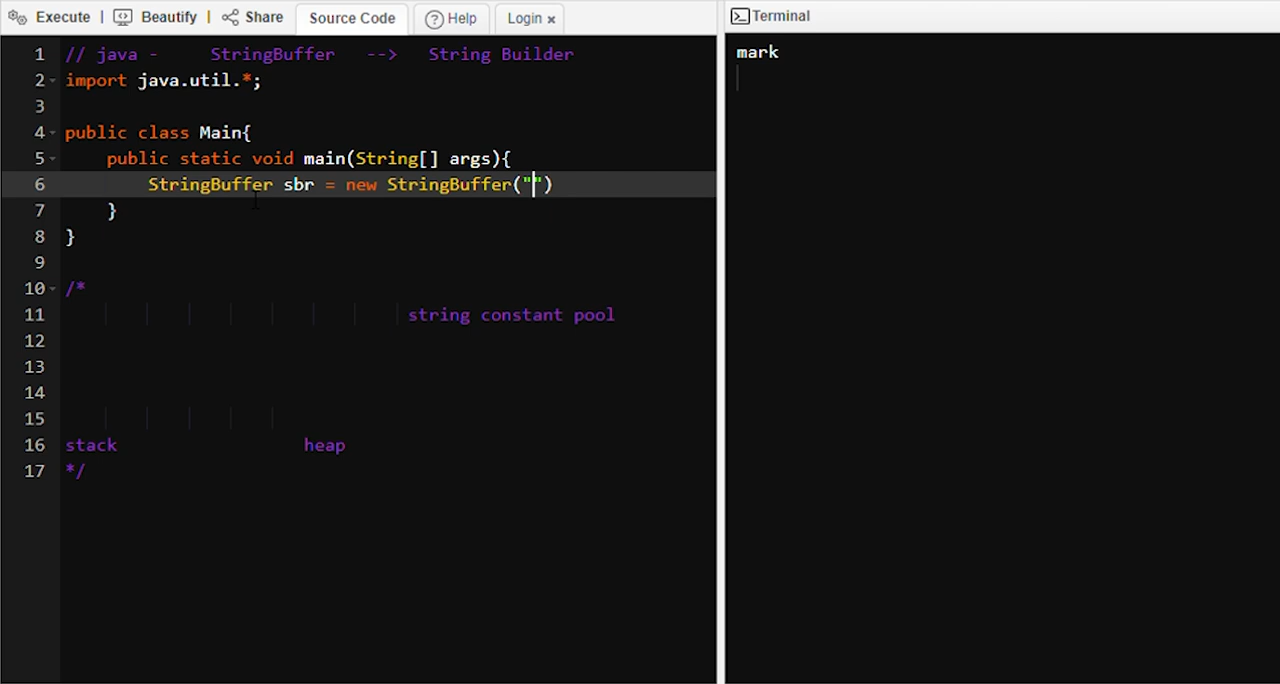 Execute | Beautify | Share Source Code Help Login ×
Terminal
1 // java - StringBuffer --> String Builder
2 import java.util.*;
3
4 public class Main{
5 public static void main(String[] args){
6 StringBuffer sbr = new StringBuffer("")
7 }
8 }
9
10 /*
11 string constant pool
12
13
14
15
16 stack heap
17 */
mark